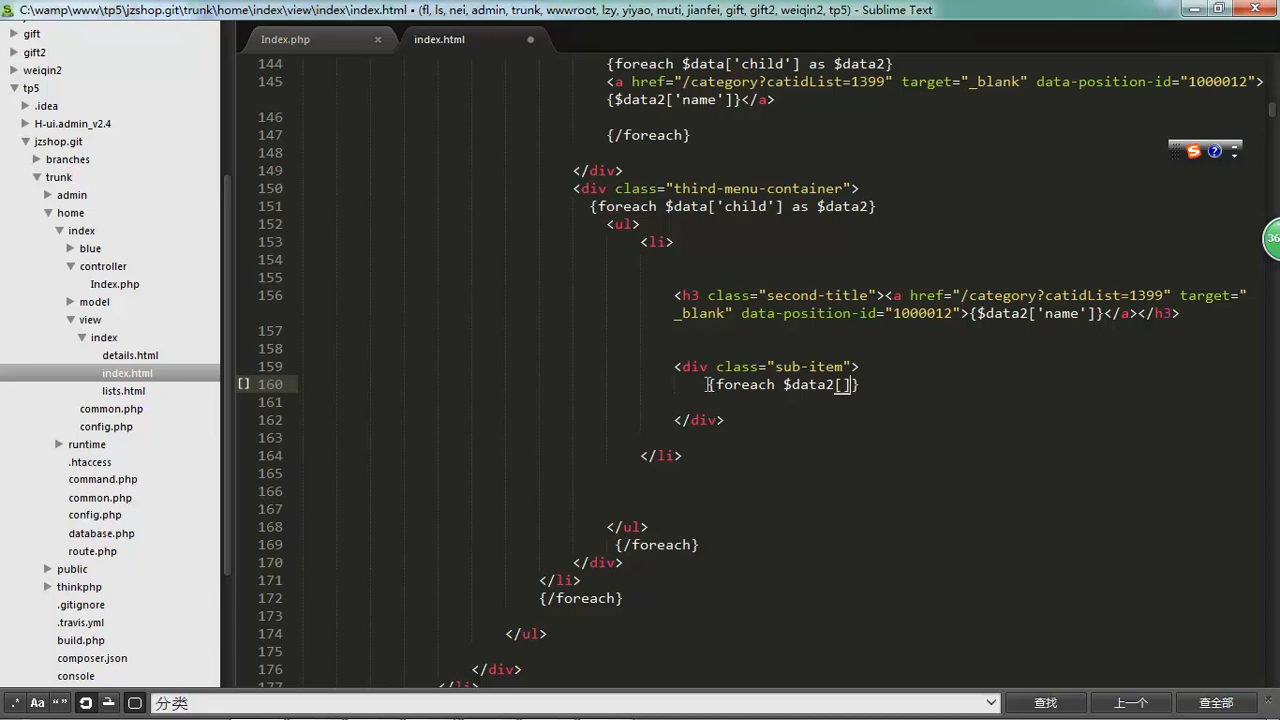 C:\wamp\www\tp5\jzshop.git\trunk\home\index\view\index\index.html • (fl, ls, nei, admin, trunk, wwwroot, lzy, yiyao, muti, jianfei, gift, gift2, weiqin2, tp5) - Sublime Text
Index.php
index.html
gift
gift2
weiqin2
tp5
.idea
H-ui.admin_v2.4
jzshop.git
branches
trunk
admin
home
index
blue
controller
Index.php
model
view
index
details.html
index.html
lists.html
common.php
config.php
runtime
.htaccess
command.php
common.php
config.php
database.php
route.php
public
thinkphp
.gitignore
.travis.yml
build.php
composer.json
console
144 {foreach $data['child'] as $data2}
145 <a href="/category?catidList=1399" target="_blank" data-position-id="1000012">
{$data2['name']}</a>
146
147 {/foreach}
148
149 </div>
150 <div class="third-menu-container">
151 {foreach $data['child'] as $data2}
152 <ul>
153 <li>
154
155
156 <h3 class="second-title"><a href="/category?catidList=1399" target="
_blank" data-position-id="1000012">{$data2['name']}</a></h3>
157
158
159 <div class="sub-item">
[] 160 {foreach $data2[]}
161
162 </div>
163
164 </li>
165
166
167
168 </ul>
169 {/foreach}
170 </div>
171 </li>
172 {/foreach}
173
174 </ul>
175
176 </div>
177 </li>
36
.* Aa “ ” 分类 查找 上一个 查全部